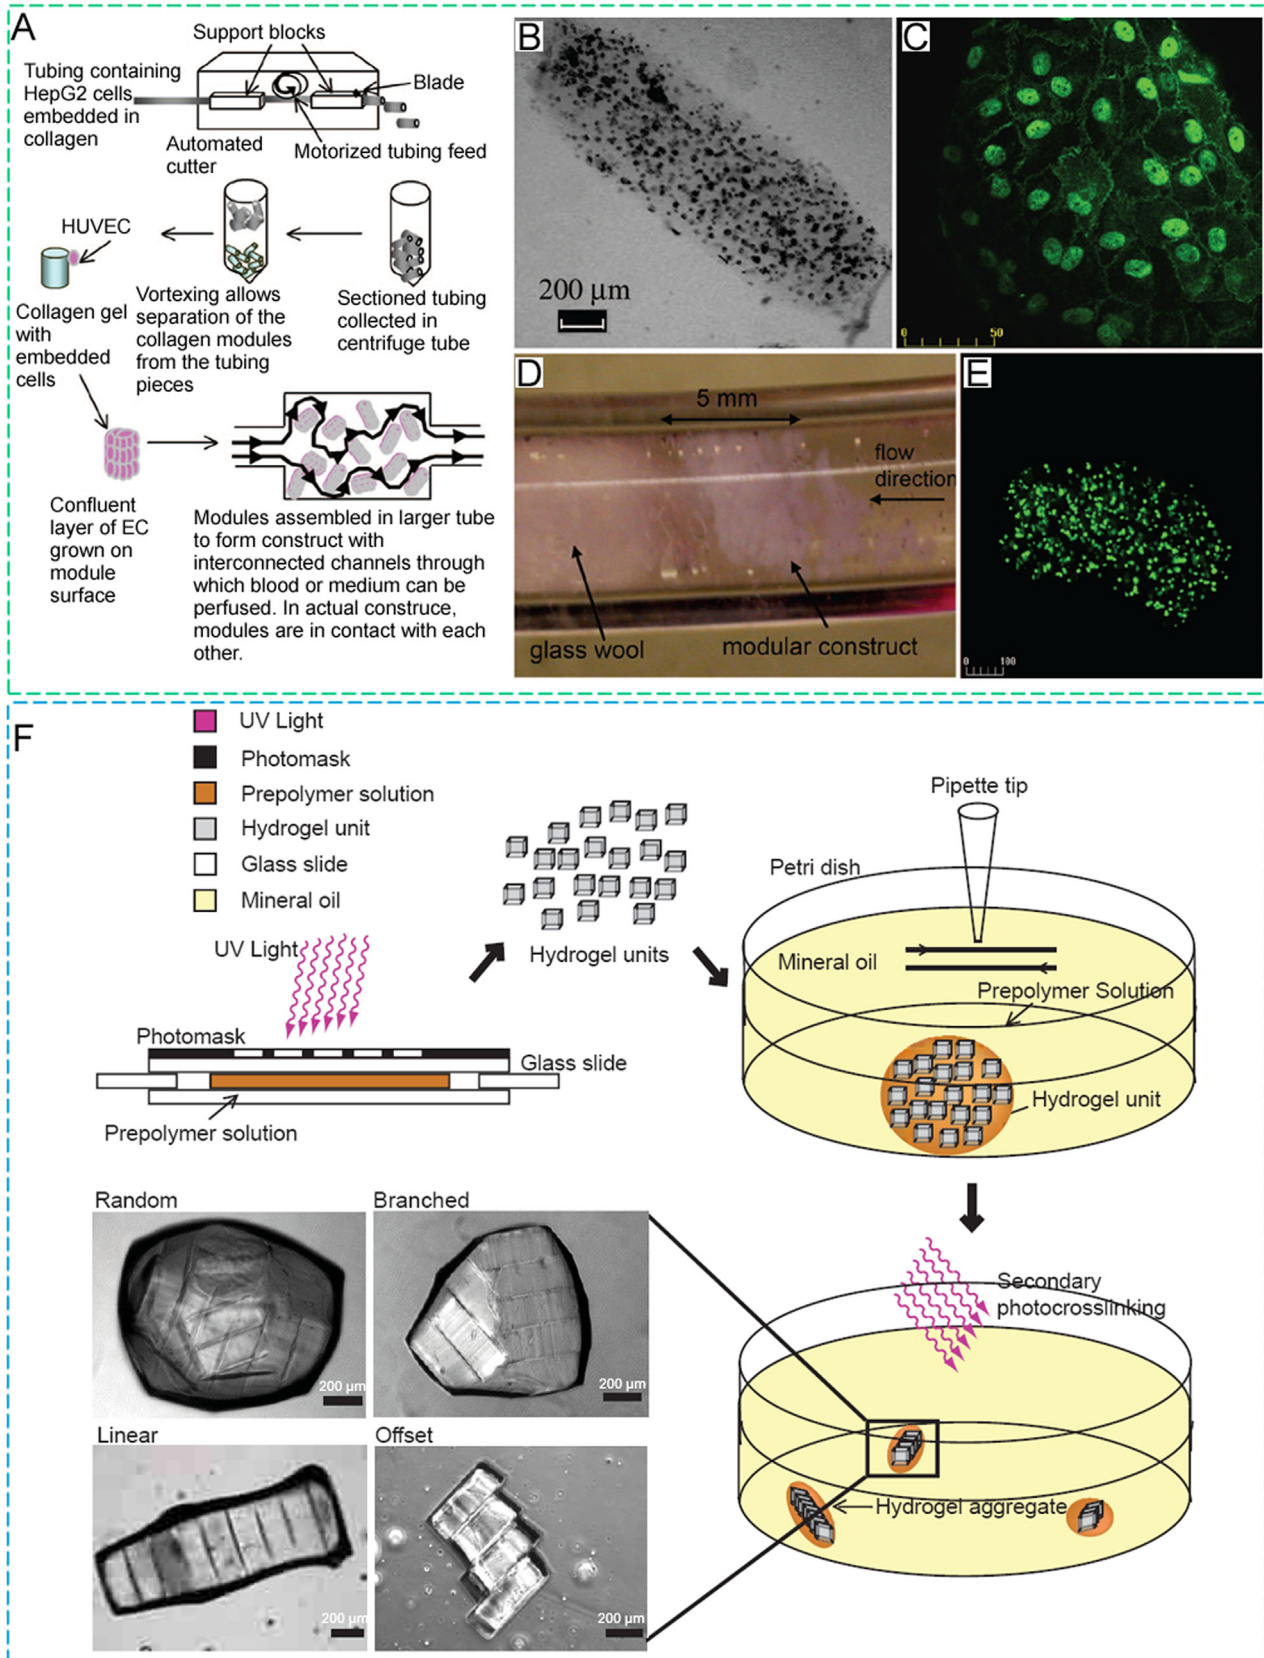 A
Support blocks
Tubing containing
HepG2 cells
embedded in
collagen
Blade
Automated
cutter
Motorized tubing feed
HUVEC
Collagen gel
with
embedded
cells
Vortexing allows
separation of the
collagen modules
from the tubing
pieces
Sectioned tubing
collected in
centrifuge tube
Confluent
layer of EC
grown on
module
surface
Modules assembled in larger tube
to form construct with
interconnected channels through
which blood or medium can be
perfused. In actual construce,
modules are in contact with each
other.
B
200 µm
C
0 50
D
5 mm
flow
direction
glass wool
modular construct
E
0 100
F
UV Light
Photomask
Prepolymer solution
Hydrogel unit
Glass slide
Mineral oil
UV Light
Photomask
Glass slide
Prepolymer solution
Hydrogel units
Pipette tip
Petri dish
Mineral oil
Prepolymer Solution
Hydrogel unit
Secondary
photocrosslinking
Hydrogel aggregate
Random
200 µm
Branched
200 µm
Linear
200 µm
Offset
200 µm